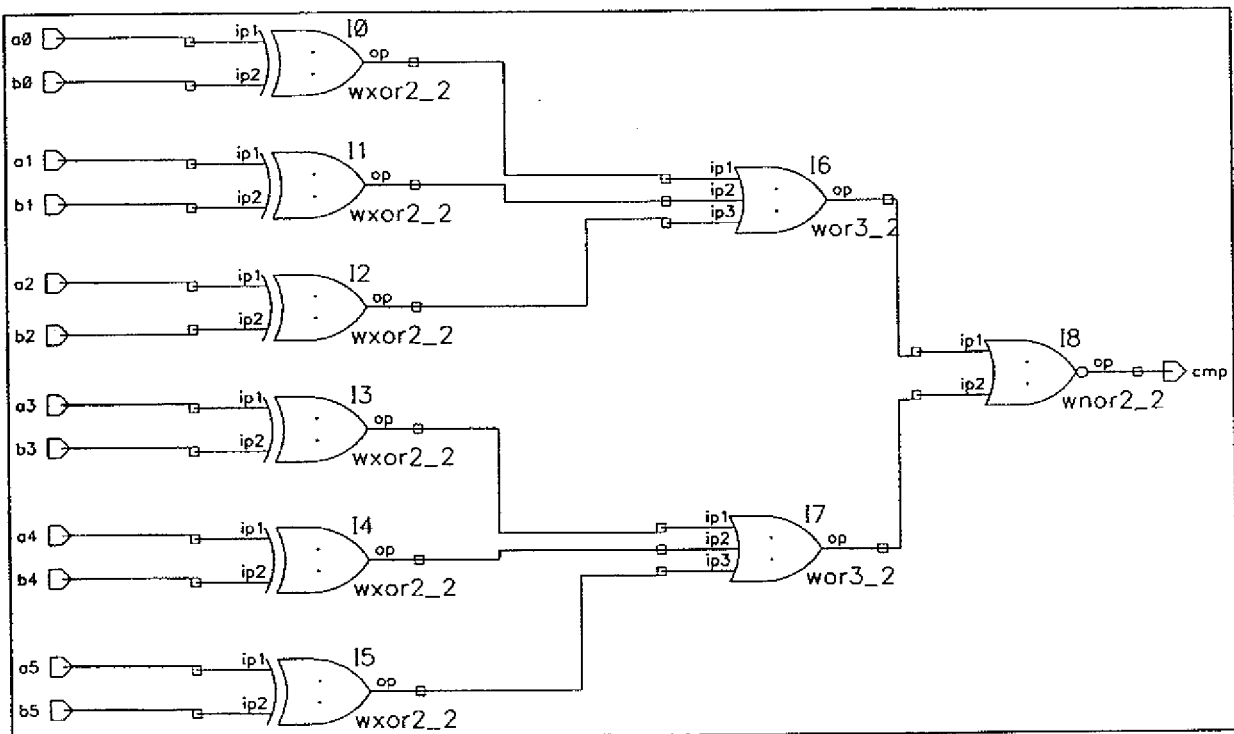 a0
b0
ip1
ip2
I0
op
wxor2_2
a1
b1
ip1
ip2
I1
op
wxor2_2
a2
b2
ip1
ip2
I2
op
wxor2_2
a3
b3
ip1
ip2
I3
op
wxor2_2
a4
b4
ip1
ip2
I4
op
wxor2_2
a5
b5
ip1
ip2
I5
op
wxor2_2
ip1
ip2
ip3
I6
op
wor3_2
ip1
ip2
ip3
I7
op
wor3_2
ip1
ip2
I8
op
wnor2_2
cmp